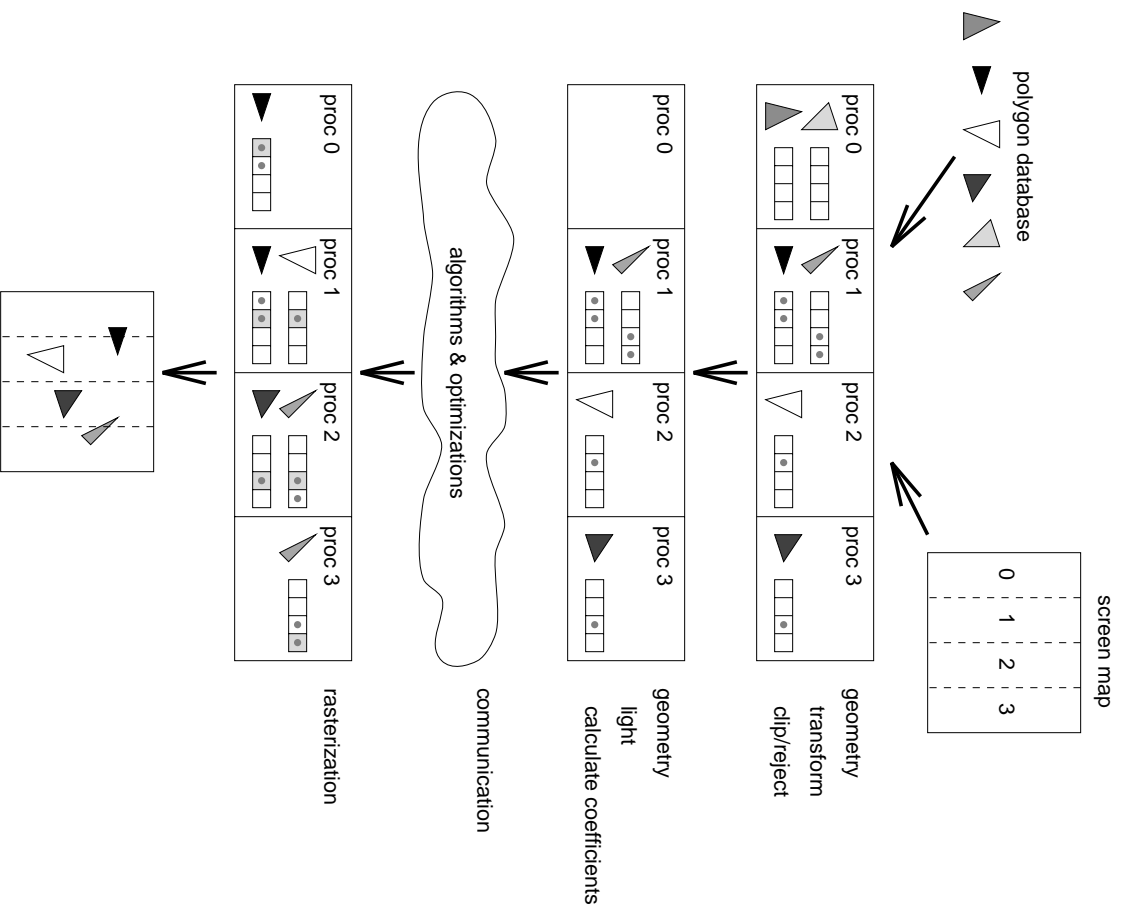 polygon database
screen map
0
1
2
3
proc 0
proc 1
proc 2
proc 3
geometry
transform
clip/reject
proc 0
proc 1
proc 2
proc 3
geometry
light
calculate coefficients
algorithms & optimizations
communication
proc 0
proc 1
proc 2
proc 3
rasterization